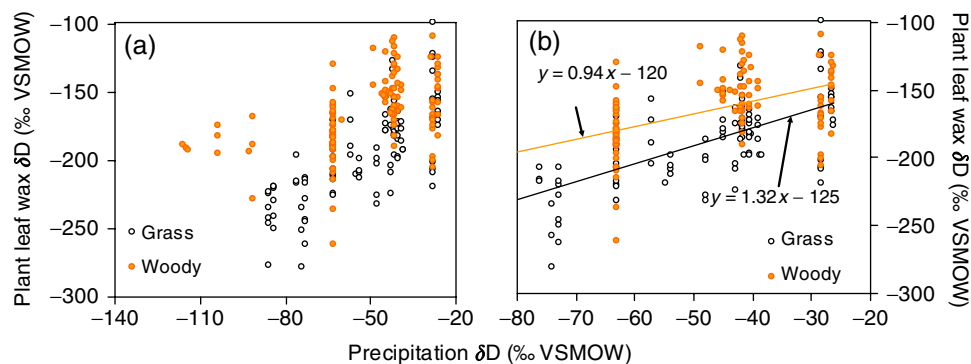 Plant leaf wax δD (‰ VSMOW)
−100
−150
−200
−250
−300
(a)
Grass
Woody
−140
−110
−80
−50
−20
(b)
y = 0.94x − 120
8y = 1.32x − 125
Grass
Woody
−80
−70
−60
−50
−40
−30
−20
−100
−150
−200
−250
−300
Plant leaf wax δD (‰ VSMOW)
Precipitation δD (‰ VSMOW)